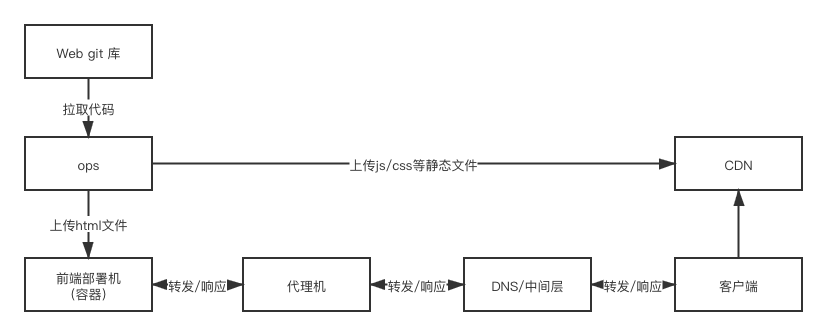 Web git 库
拉取代码
ops
上传js/css等静态文件
CDN
上传html文件
前端部署机
(容器)
转发/响应
代理机
转发/响应
DNS/中间层
转发/响应
客户端